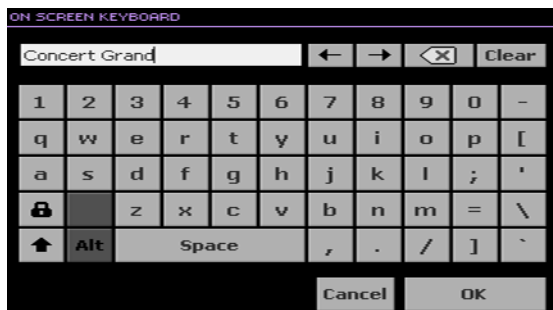 ON SCREEN KEYBOARD
Concert Grand ← → ⌫ Clear
1 2 3 4 5 6 7 8 9 0 -
q w e r t y u i o p [
a s d f g h j k l ; '
z x c v b n m = \
Alt Space , . / ] `
Cancel OK